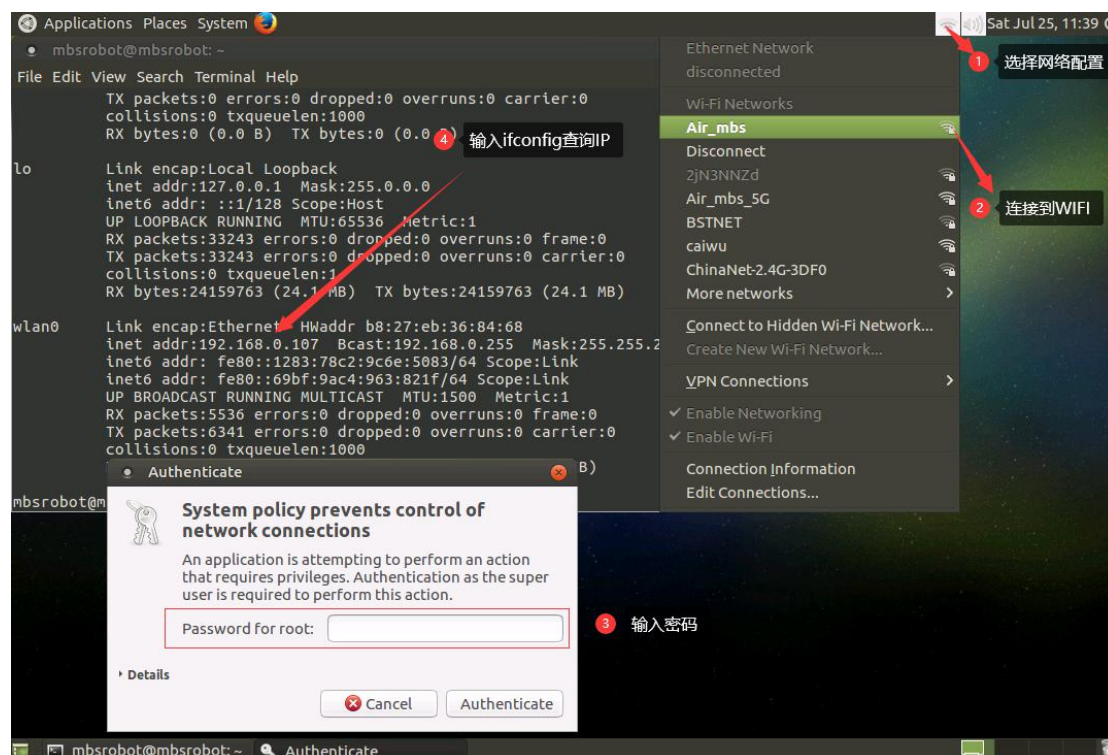 Applications Places System
Sat Jul 25, 11:39
1 选择网络配置
mbsrobot@mbsrobot: ~
File Edit View Search Terminal Help
TX packets:0 errors:0 dropped:0 overruns:0 carrier:0
collisions:0 txqueuelen:1000
RX bytes:0 (0.0 B) TX bytes:0 (0.0
4 输入ifconfig查询IP
lo Link encap:Local Loopback
inet addr:127.0.0.1 Mask:255.0.0.0
inet6 addr: ::1/128 Scope:Host
UP LOOPBACK RUNNING MTU:65536 Metric:1
RX packets:33243 errors:0 dropped:0 overruns:0 frame:0
TX packets:33243 errors:0 dropped:0 overruns:0 carrier:0
collisions:0 txqueuelen:1
RX bytes:24159763 (24.1 MB) TX bytes:24159763 (24.1 MB)
wlan0 Link encap:Ethernet HWaddr b8:27:eb:36:84:68
inet addr:192.168.0.107 Bcast:192.168.0.255 Mask:255.255.2
inet6 addr: fe80::1283:78c2:9c6e:5083/64 Scope:Link
inet6 addr: fe80::69bf:9ac4:963:821f/64 Scope:Link
UP BROADCAST RUNNING MULTICAST MTU:1500 Metric:1
RX packets:5536 errors:0 dropped:0 overruns:0 frame:0
TX packets:6341 errors:0 dropped:0 overruns:0 carrier:0
collisions:0 txqueuelen:1000
B)
mbsrobot@m
Ethernet Network
disconnected
Wi-Fi Networks
Air_mbs
Disconnect
2jN3NNZd
Air_mbs_5G
BSTNET
caiwu
ChinaNet-2.4G-3DF0
More networks >
Connect to Hidden Wi-Fi Network...
Create New Wi-Fi Network...
VPN Connections >
✓ Enable Networking
✓ Enable Wi-Fi
Connection Information
Edit Connections...
2 连接到WIFI
Authenticate
System policy prevents control of
network connections
An application is attempting to perform an action
that requires privileges. Authentication as the super
user is required to perform this action.
Password for root:
3 输入密码
Details
Cancel Authenticate
mbsrobot@mbsrobot: ~ Authenticate